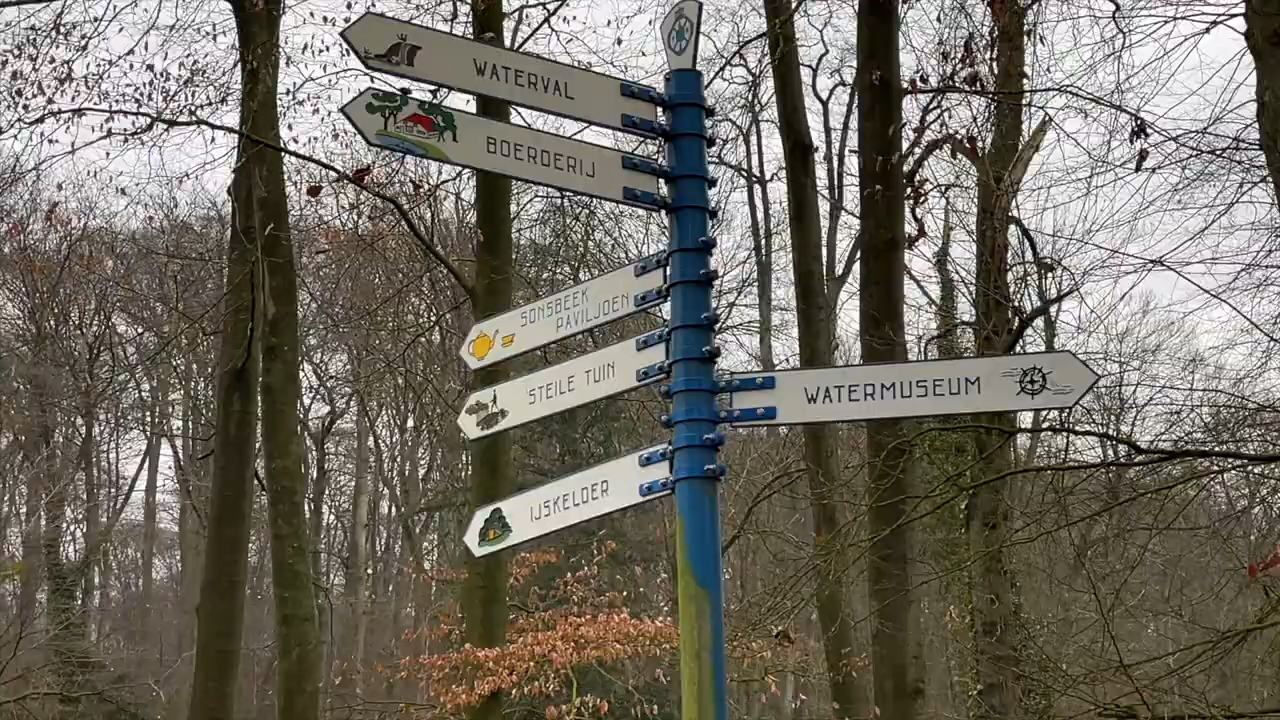 WATERVAL
BOERDERIJ
SONSBEEK
PAVILJOEN
STEILE TUIN
WATERMUSEUM
IJSKELDER